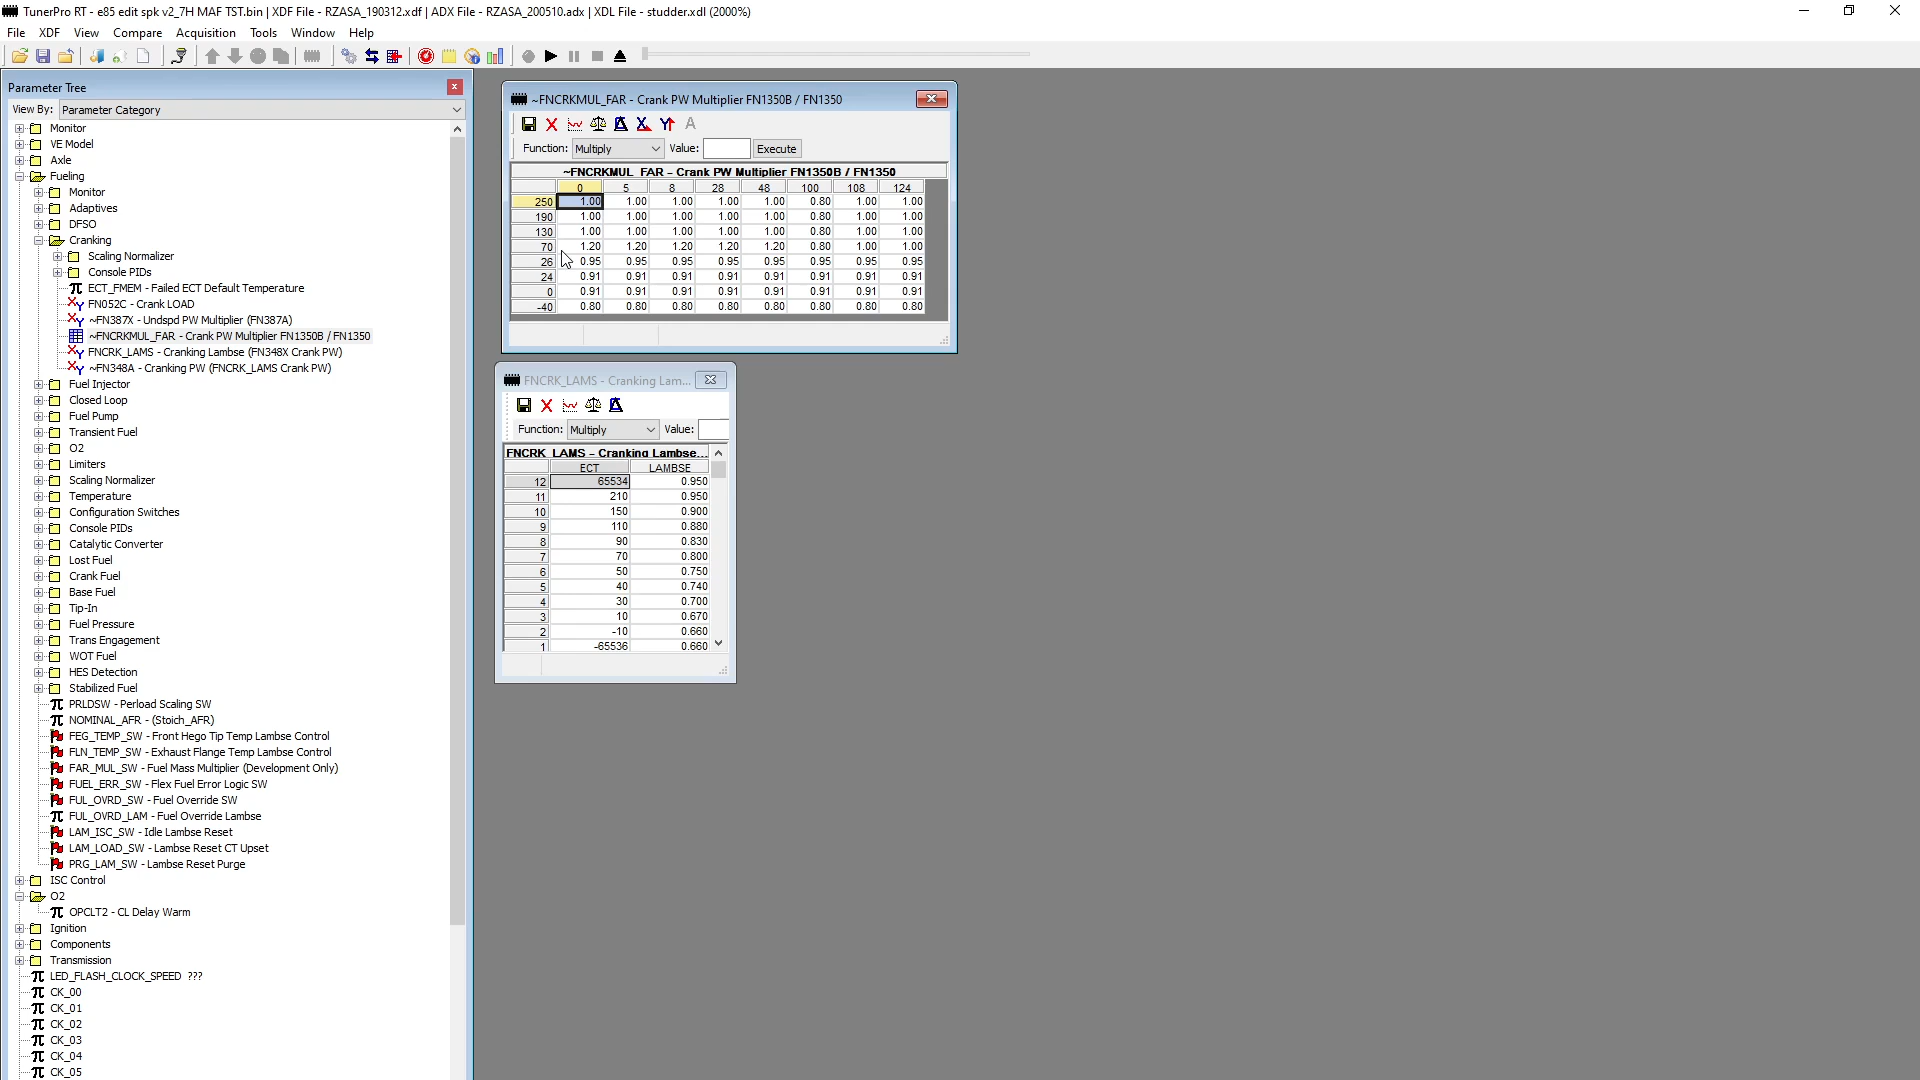 TunerPro RT - e85 edit spk v2_7H MAF TST.bin | XDF File - RZASA_190312.xdf | ADX File - RZASA_200510.adx | XDL File - studder.xdl (2000%)
File XDF View Compare Acquisition Tools Window Help
Parameter Tree
View By: Parameter Category
Monitor
VE Model
Axle
Fueling
Monitor
Adaptives
DFSO
Cranking
Scaling Normalizer
Console PIDs
ECT_FMEM - Failed ECT Default Temperature
FN052C - Crank LOAD
~FN387X - Undspd PW Multiplier (FN387A)
~FNCRKMUL_FAR - Crank PW Multiplier FN1350B / FN1350
FNCRK_LAMS - Cranking Lambse (FN348X Crank PW)
~FN348A - Cranking PW (FNCRK_LAMS Crank PW)
Fuel Injector
Closed Loop
Fuel Pump
Transient Fuel
O2
Limiters
Scaling Normalizer
Temperature
Configuration Switches
Console PIDs
Catalytic Converter
Lost Fuel
Crank Fuel
Base Fuel
Tip-In
Fuel Pressure
Trans Engagement
WOT Fuel
HES Detection
Stabilized Fuel
PRLDSW - Perload Scaling SW
NOMINAL_AFR - (Stoich_AFR)
FEG_TEMP_SW - Front Hego Tip Temp Lambse Control
FLN_TEMP_SW - Exhaust Flange Temp Lambse Control
FAR_MUL_SW - Fuel Mass Multiplier (Development Only)
FUEL_ERR_SW - Flex Fuel Error Logic SW
FUL_OVRD_SW - Fuel Override SW
FUL_OVRD_LAM - Fuel Override Lambse
LAM_ISC_SW - Idle Lambse Reset
LAM_LOAD_SW - Lambse Reset CT Upset
PRG_LAM_SW - Lambse Reset Purge
ISC Control
O2
OPCLT2 - CL Delay Warm
Ignition
Components
Transmission
LED_FLASH_CLOCK_SPEED ???
CK_00
CK_01
CK_02
CK_03
CK_04
CK_05
~FNCRKMUL_FAR - Crank PW Multiplier FN1350B / FN1350
Function: Multiply Value: Execute
~FNCRKMUL_FAR - Crank PW Multiplier FN1350B / FN1350
0 5 8 28 48 100 108 124
250 1.00 1.00 1.00 1.00 1.00 0.80 1.00 1.00
190 1.00 1.00 1.00 1.00 1.00 0.80 1.00 1.00
130 1.00 1.00 1.00 1.00 1.00 0.80 1.00 1.00
70 1.20 1.20 1.20 1.20 1.20 0.80 1.00 1.00
26 0.95 0.95 0.95 0.95 0.95 0.95 0.95 0.95
24 0.91 0.91 0.91 0.91 0.91 0.91 0.91 0.91
0 0.91 0.91 0.91 0.91 0.91 0.91 0.91 0.91
-40 0.80 0.80 0.80 0.80 0.80 0.80 0.80 0.80
FNCRK_LAMS - Cranking Lam...
Function: Multiply Value:
FNCRK_LAMS - Cranking Lambse...
ECT LAMBSE
12 65534 0.950
11 210 0.950
10 150 0.900
9 110 0.880
8 90 0.830
7 70 0.800
6 50 0.750
5 40 0.740
4 30 0.700
3 10 0.670
2 -10 0.660
1 -65536 0.660